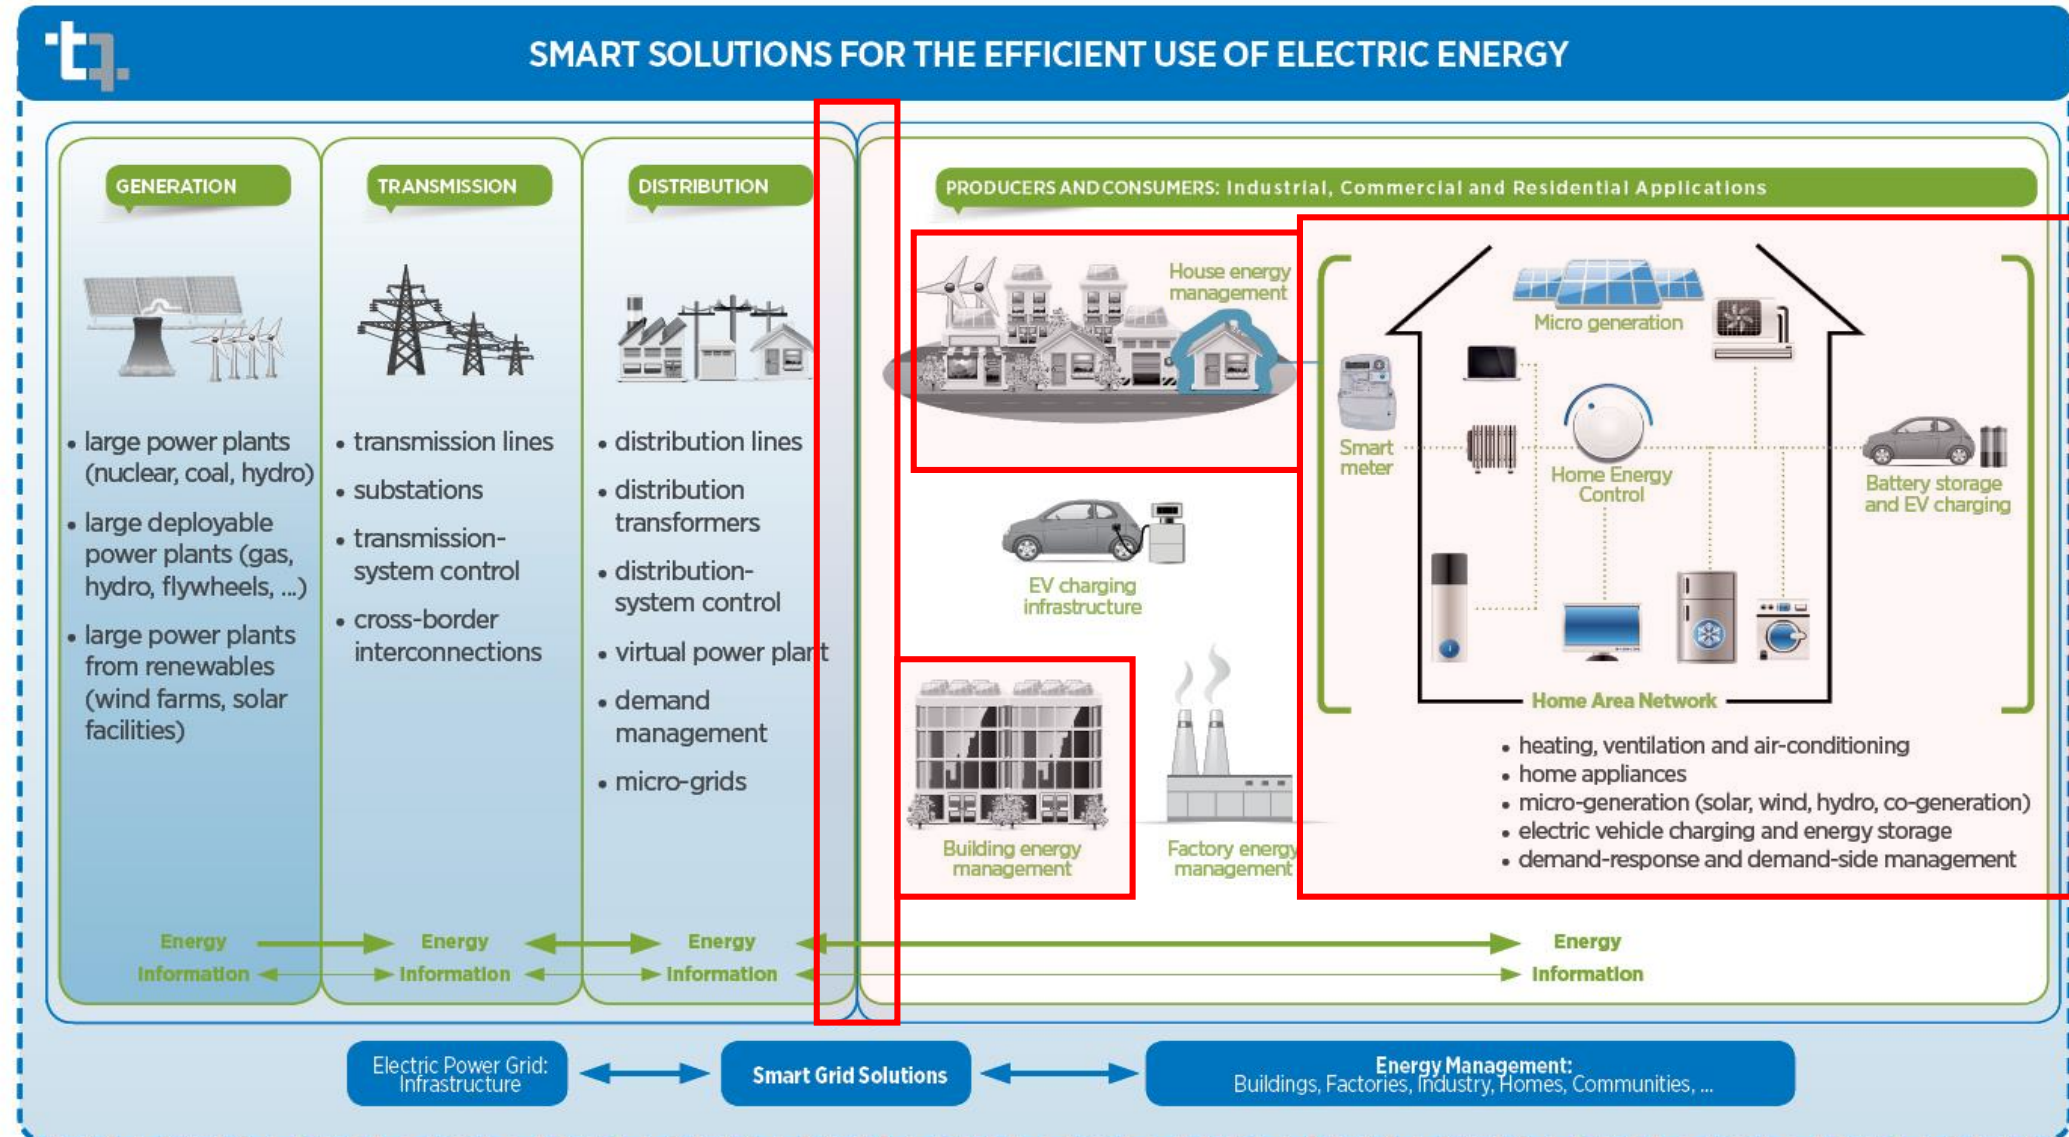 tq.
SMART SOLUTIONS FOR THE EFFICIENT USE OF ELECTRIC ENERGY
GENERATION
• large power plants
(nuclear, coal, hydro)
• large deployable
power plants (gas,
hydro, flywheels, ...)
• large power plants
from renewables
(wind farms, solar
facilities)
TRANSMISSION
• transmission lines
• substations
• transmission-
system control
• cross-border
interconnections
DISTRIBUTION
• distribution lines
• distribution
transformers
• distribution-
system control
• virtual power plant
• demand
management
• micro-grids
PRODUCERS AND CONSUMERS: Industrial, Commercial and Residential Applications
House energy
management
EV charging
infrastructure
Building energy
management
Factory energy
management
Micro generation
Smart
meter
Home Energy
Control
Battery storage
and EV charging
Home Area Network
• heating, ventilation and air-conditioning
• home appliances
• micro-generation (solar, wind, hydro, co-generation)
• electric vehicle charging and energy storage
• demand-response and demand-side management
Energy Energy Energy Energy
Information Information Information Information
Electric Power Grid:
Infrastructure
Smart Grid Solutions
Energy Management:
Buildings, Factories, Industry, Homes, Communities, ...